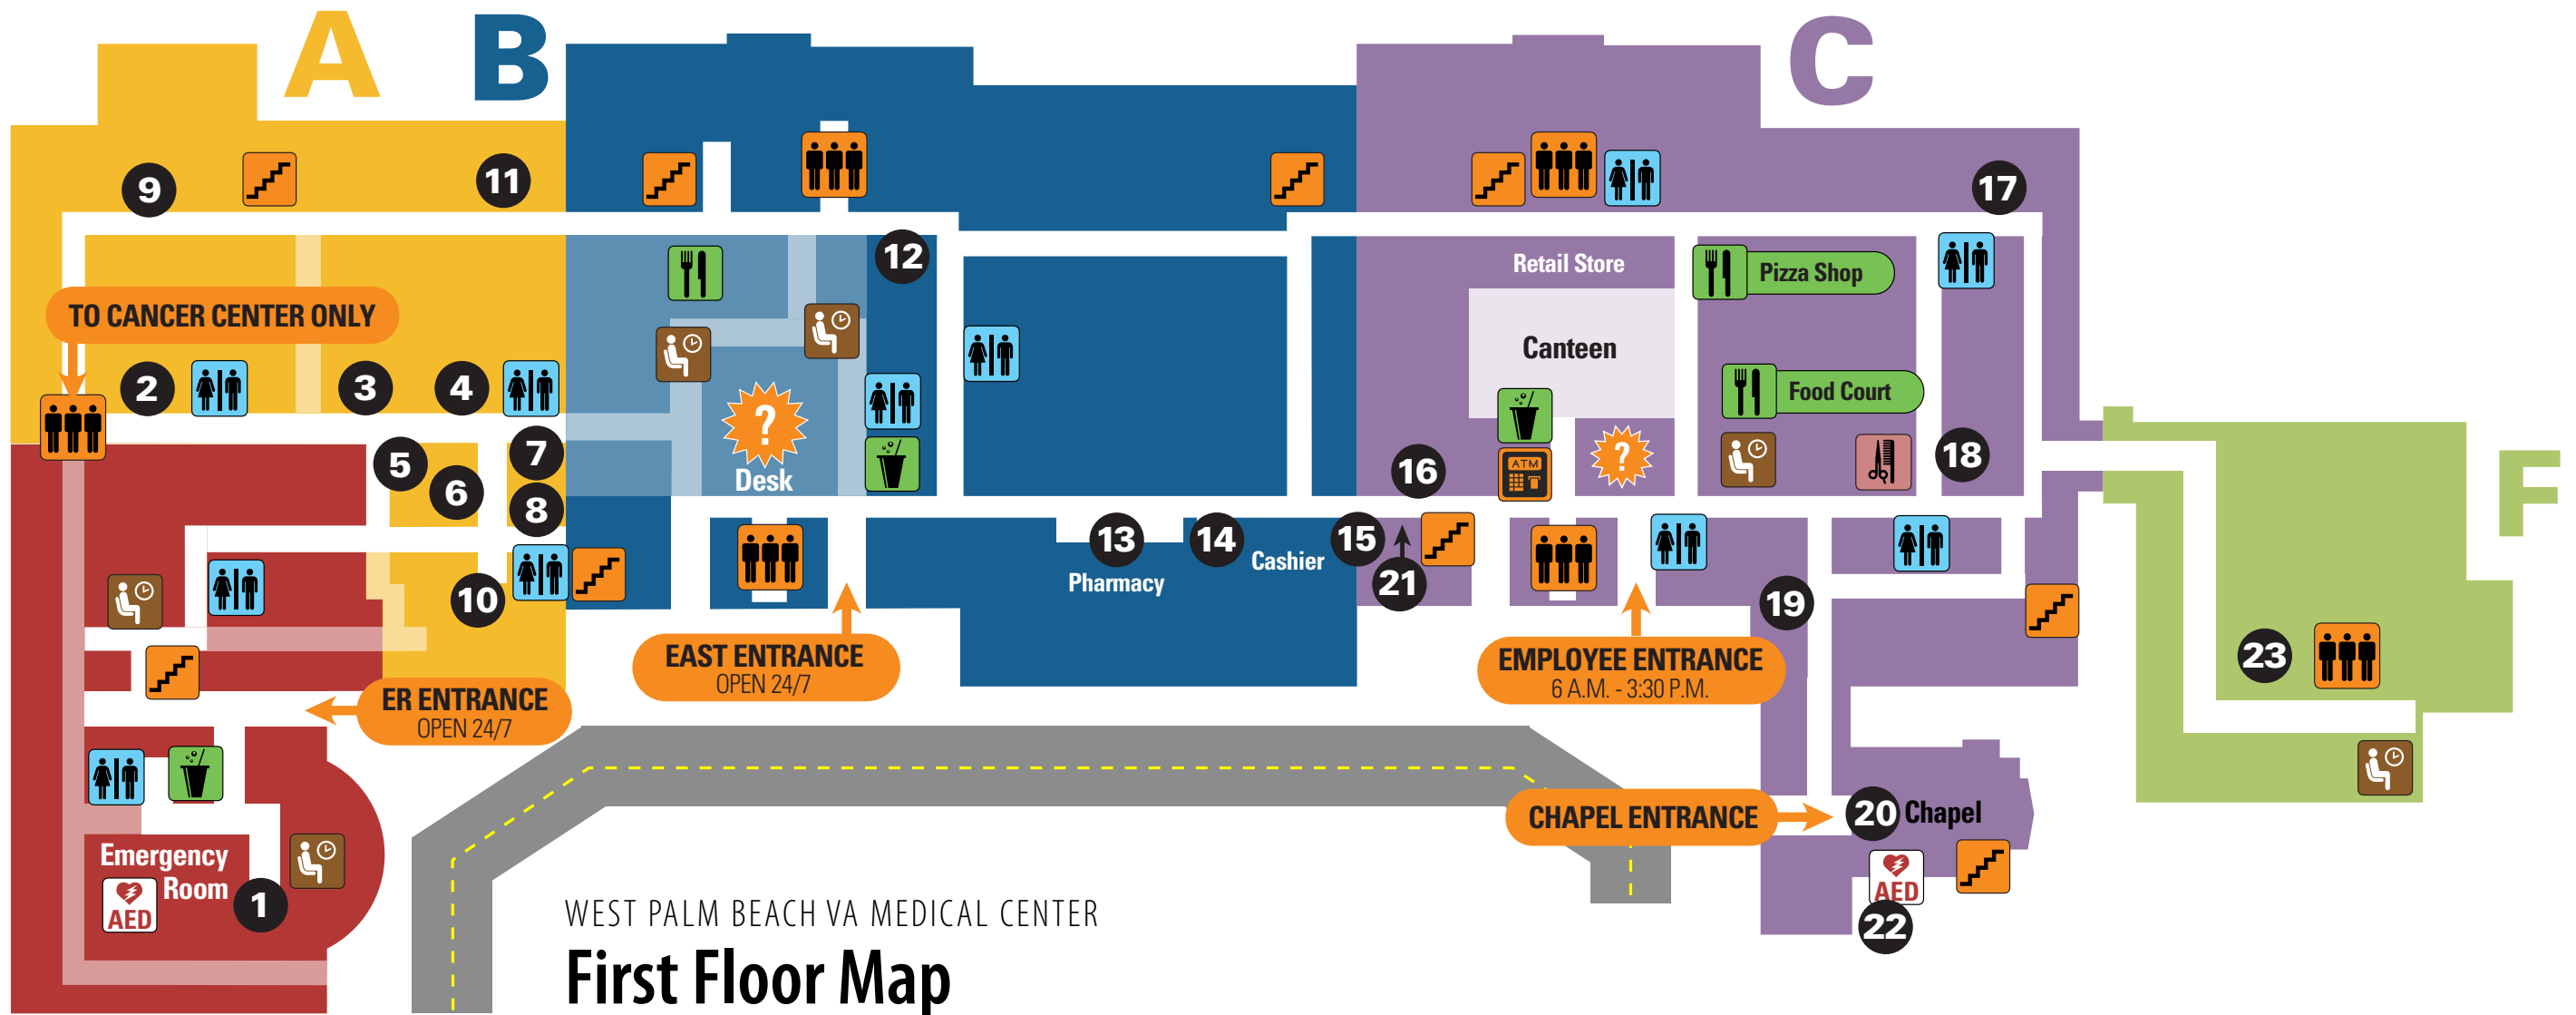 A
B
C
F
9
11
12
17
Retail Store
Pizza Shop
TO CANCER CENTER ONLY
Canteen
2
3
4
Food Court
?
Desk
5
6
7
8
16
ATM
?
18
10
13
Pharmacy
14
Cashier
15
21
19
EAST ENTRANCE
OPEN 24/7
EMPLOYEE ENTRANCE
6 A.M. - 3:30 P.M.
23
ER ENTRANCE
OPEN 24/7
CHAPEL ENTRANCE
20 Chapel
Emergency
Room
1
AED
AED
22
WEST PALM BEACH VA MEDICAL CENTER
First Floor Map